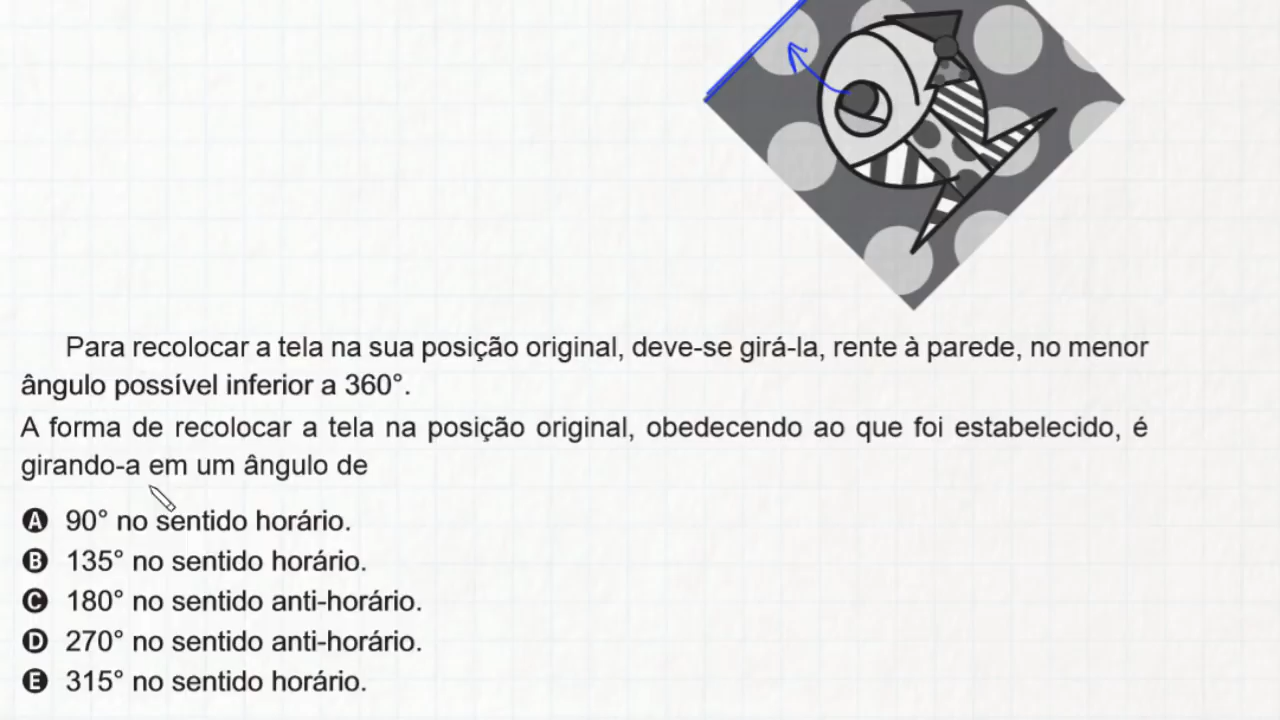 Para recolocar a tela na sua posição original, deve-se girá-la, rente à parede, no menor
ângulo possível inferior a 360°.
A forma de recolocar a tela na posição original, obedecendo ao que foi estabelecido, é
girando-a em um ângulo de
A 90° no sentido horário.
B 135° no sentido horário.
C 180° no sentido anti-horário.
D 270° no sentido anti-horário.
E 315° no sentido horário.